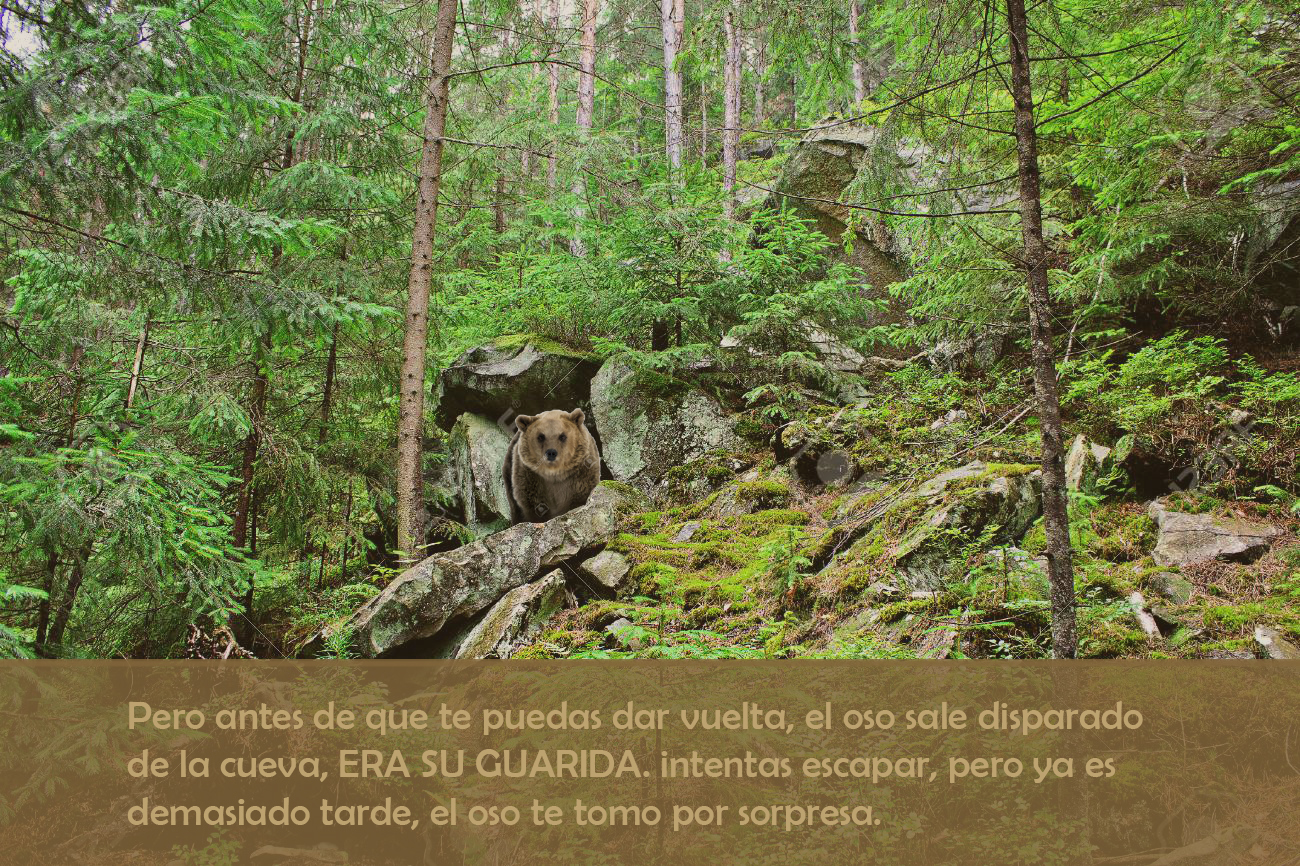 Pero antes de que te puedas dar vuelta, el oso sale disparado
de la cueva, ERA SU GUARIDA. intentas escapar, pero ya es
demasiado tarde, el oso te tomo por sorpresa.